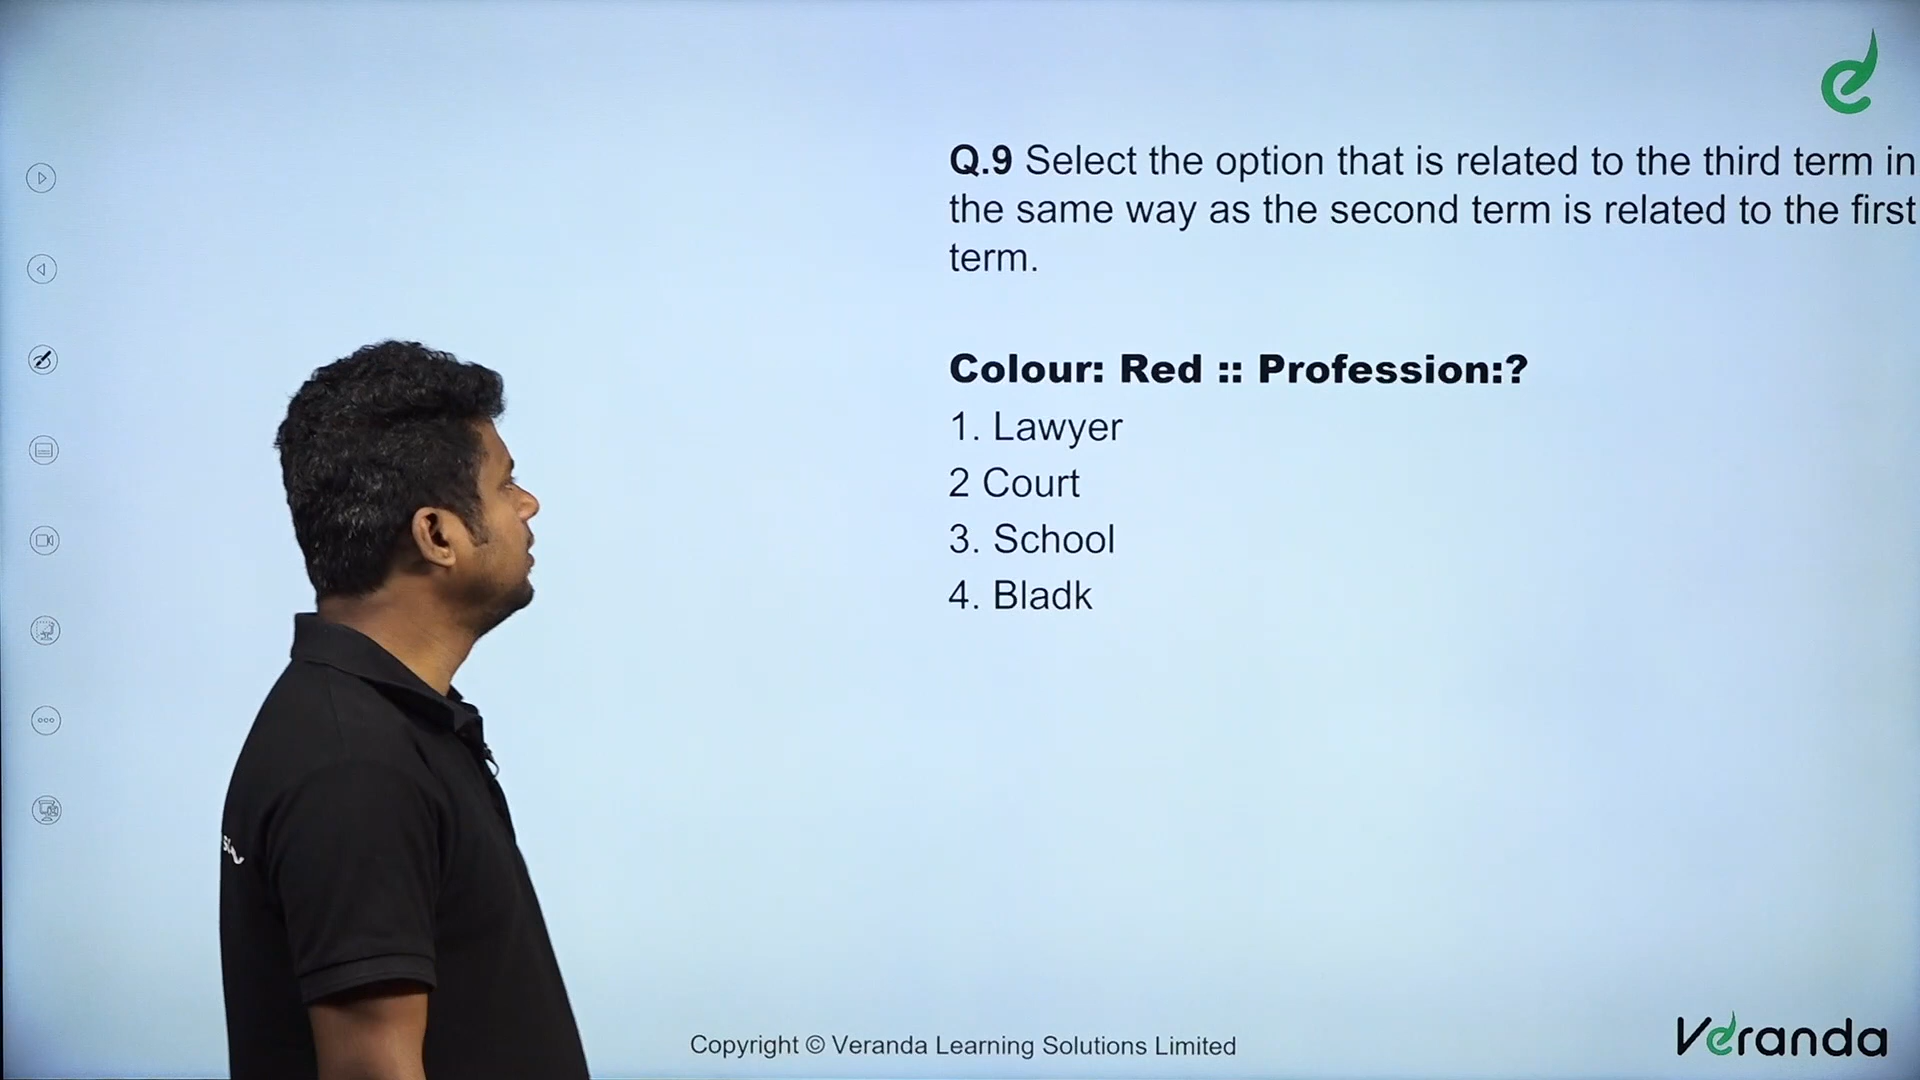 Q.9 Select the option that is related to the third term in
the same way as the second term is related to the first
term.
Colour: Red :: Profession:?
1. Lawyer
2 Court
3. School
4. Bladk
Copyright © Veranda Learning Solutions Limited
Veranda